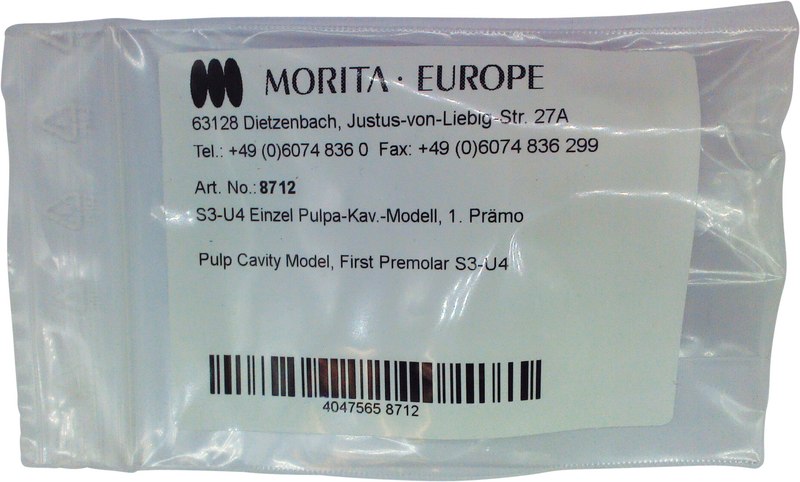 MORITA · EUROPE
63128 Dietzenbach, Justus-von-Liebig-Str. 27A
Tel.: +49 (0)6074 836 0 Fax: +49 (0)6074 836 299
Art. No.: 8712
S3-U4 Einzel Pulpa-Kav.-Modell, 1. Prämo
Pulp Cavity Model, First Premolar S3-U4
4047565 8712